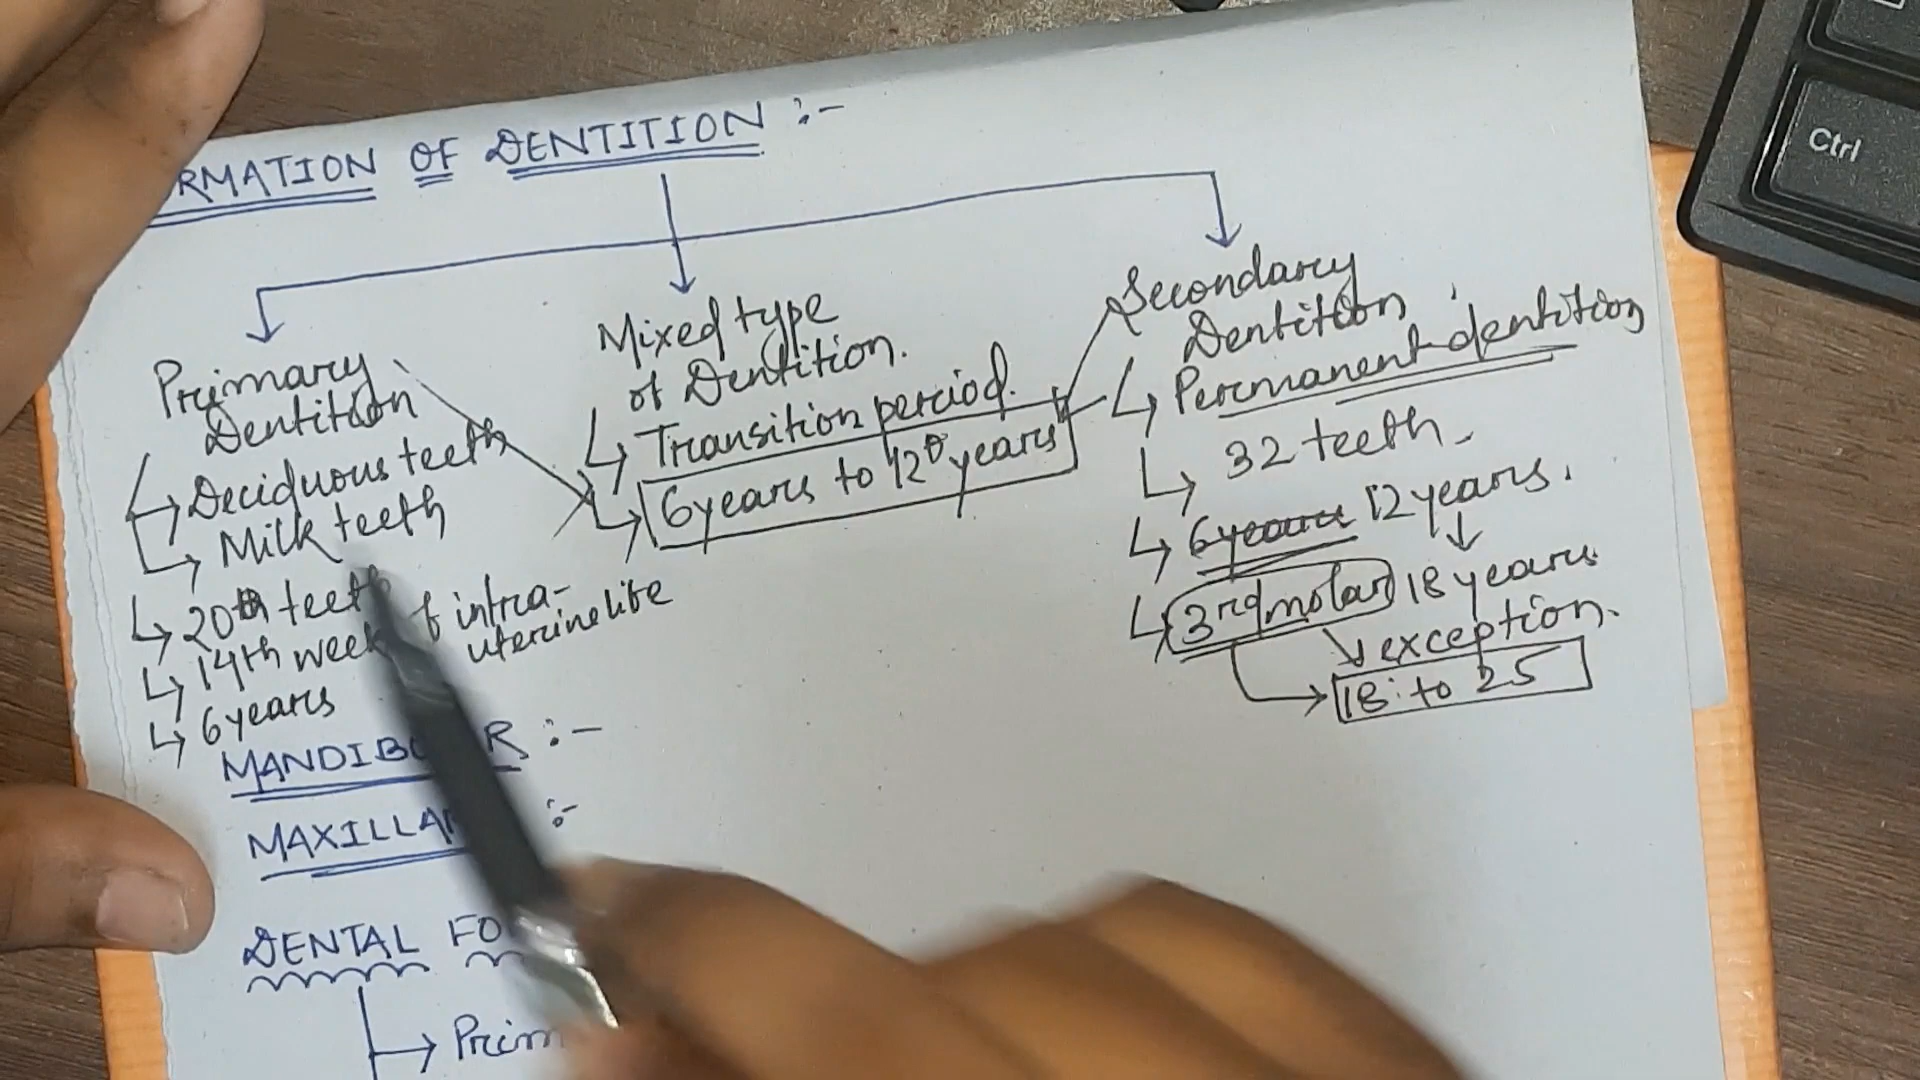 RMATION OF DENTITION :-
Primary
Dentition
Deciduous teeth
Milk teeth
20 teeth
14th week of intra-
uterine life
6 years
Mixed type
of Dentition.
Transition period.
6 years to 12 years
Secondary
Dentition
Permanent dentition
32 teeth
6 years 12 years.
3rd molar 18 years
exception.
18 to 25
MANDIB R :-
MAXILLA :-
DENTAL FO
Prim
Ctrl